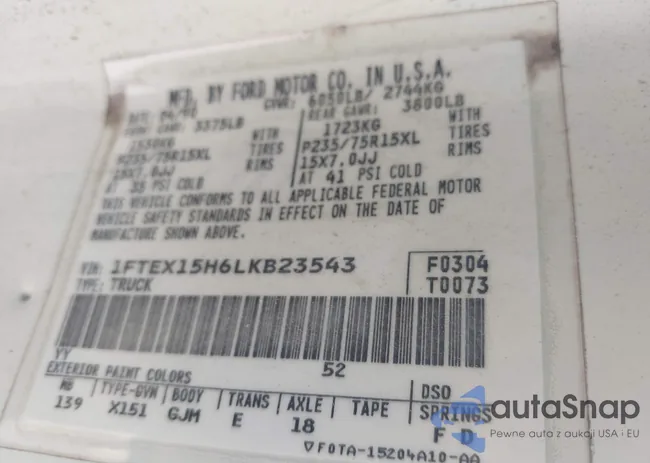 MFD. BY FORD MOTOR CO. IN U.S.A.
DATE: 04/90 GVWR: 6050LB/ 2744KG
FRONT GAWR: 3375LB REAR GAWR: 3800LB
1530KG WITH 1723KG WITH
P235/75R15XL TIRES P235/75R15XL TIRES
15X7.0JJ RIMS 15X7.0JJ RIMS
AT 35 PSI COLD AT 41 PSI COLD
THIS VEHICLE CONFORMS TO ALL APPLICABLE FEDERAL MOTOR
VEHICLE SAFETY STANDARDS IN EFFECT ON THE DATE OF
MANUFACTURE SHOWN ABOVE.
VIN: 1FTEX15H6LKB23543 F0304
TYPE: TRUCK T0073
YY 52
EXTERIOR PAINT COLORS DSO
WB TYPE-GVW BODY TRANS AXLE TAPE SPRINGS
139 X151 GJM E 18 F D
F0TA-15204A10-AA
autaSnap
Pewne auta z aukcji USA・EU